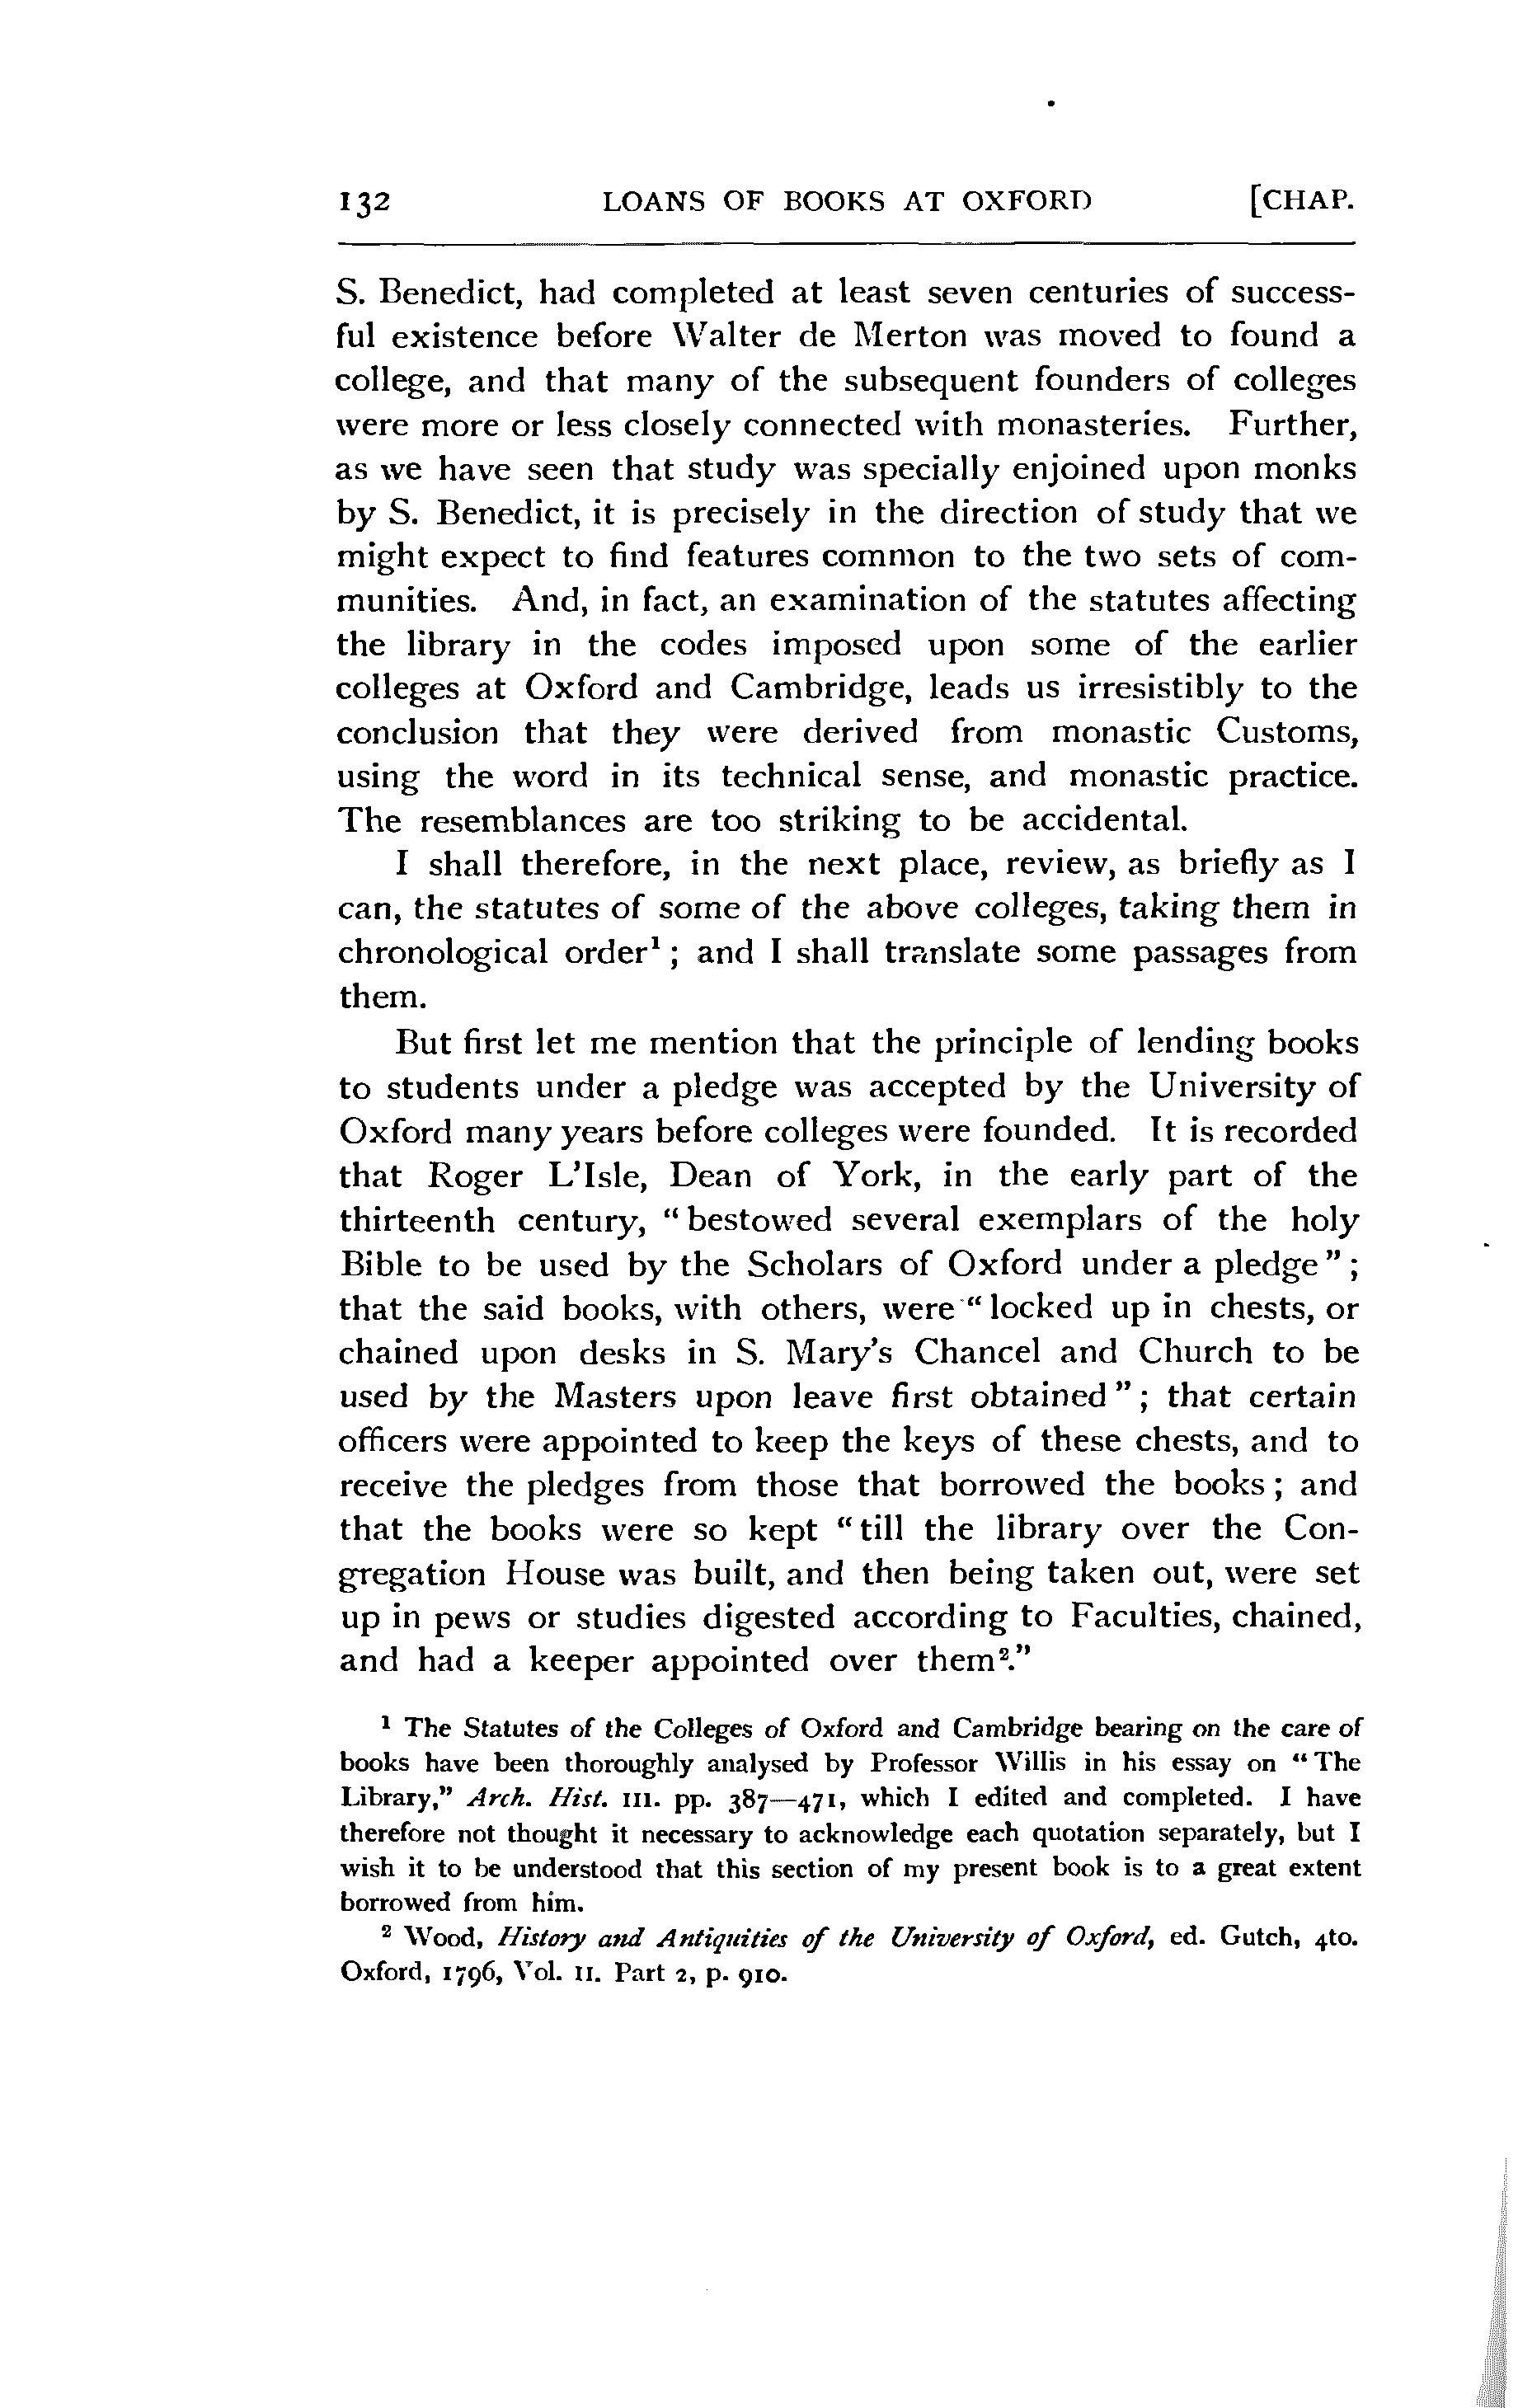 132 LOANS OF BOOKS AT OXFORD [CHAP.
S. Benedict, had completed at least seven centuries of success-
ful existence before Walter de Merton was moved to found a
college, and that many of the subsequent founders of colleges
were more or less closely connected with monasteries. Further,
as we have seen that study was specially enjoined upon monks
by S. Benedict, it is precisely in the direction of study that we
might expect to find features common to the two sets of com-
munities. And, in fact, an examination of the statutes affecting
the library in the codes imposed upon some of the earlier
colleges at Oxford and Cambridge, leads us irresistibly to the
conclusion that they were derived from monastic Customs,
using the word in its technical sense, and monastic practice.
The resemblances are too striking to be accidental.
I shall therefore, in the next place, review, as briefly as I
can, the statutes of some of the above colleges, taking them in
chronological order¹; and I shall translate some passages from
them.
But first let me mention that the principle of lending books
to students under a pledge was accepted by the University of
Oxford many years before colleges were founded. It is recorded
that Roger L'Isle, Dean of York, in the early part of the
thirteenth century, "bestowed several exemplars of the holy
Bible to be used by the Scholars of Oxford under a pledge";
that the said books, with others, were "locked up in chests, or
chained upon desks in S. Mary's Chancel and Church to be
used by the Masters upon leave first obtained"; that certain
officers were appointed to keep the keys of these chests, and to
receive the pledges from those that borrowed the books; and
that the books were so kept "till the library over the Con-
gregation House was built, and then being taken out, were set
up in pews or studies digested according to Faculties, chained,
and had a keeper appointed over them²."
¹ The Statutes of the Colleges of Oxford and Cambridge bearing on the care of
books have been thoroughly analysed by Professor Willis in his essay on "The
Library," Arch. Hist. III. pp. 387—471, which I edited and completed. I have
therefore not thought it necessary to acknowledge each quotation separately, but I
wish it to be understood that this section of my present book is to a great extent
borrowed from him.
² Wood, History and Antiquities of the University of Oxford, ed. Gutch, 4to.
Oxford, 1796, Vol. II. Part 2, p. 910.